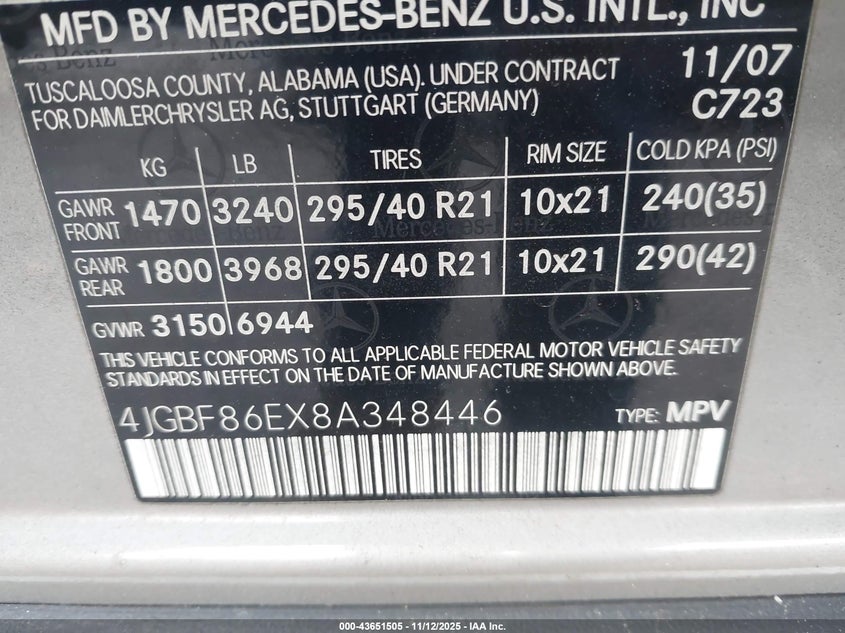 MFD BY MERCEDES-BENZ U.S. INTL., INC
TUSCALOOSA COUNTY, ALABAMA (USA). UNDER CONTRACT 11/07
FOR DAIMLERCHRYSLER AG, STUTTGART (GERMANY) C723
KG LB TIRES RIM SIZE COLD KPA (PSI)
GAWR FRONT 1470 3240 295/40 R21 10x21 240(35)
GAWR REAR 1800 3968 295/40 R21 10x21 290(42)
GVWR 3150 6944
THIS VEHICLE CONFORMS TO ALL APPLICABLE FEDERAL MOTOR VEHICLE SAFETY
STANDARDS IN EFFECT ON THE DATE OF MANUFACTURE SHOWN ABOVE.
4JGBF86EX8A348446 TYPE: MPV
000-43651505 - 11/12/2025 - IAA Inc.